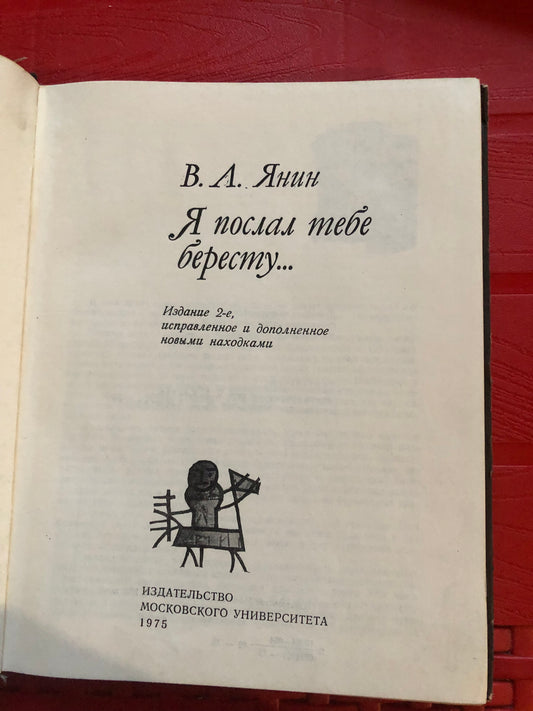 В. А. Янин
Я послал тебе
бересту...
Издание 2-е,
исправленное и дополненное
новыми находками
ИЗДАТЕЛЬСТВО
МОСКОВСКОГО УНИВЕРСИТЕТА
1975